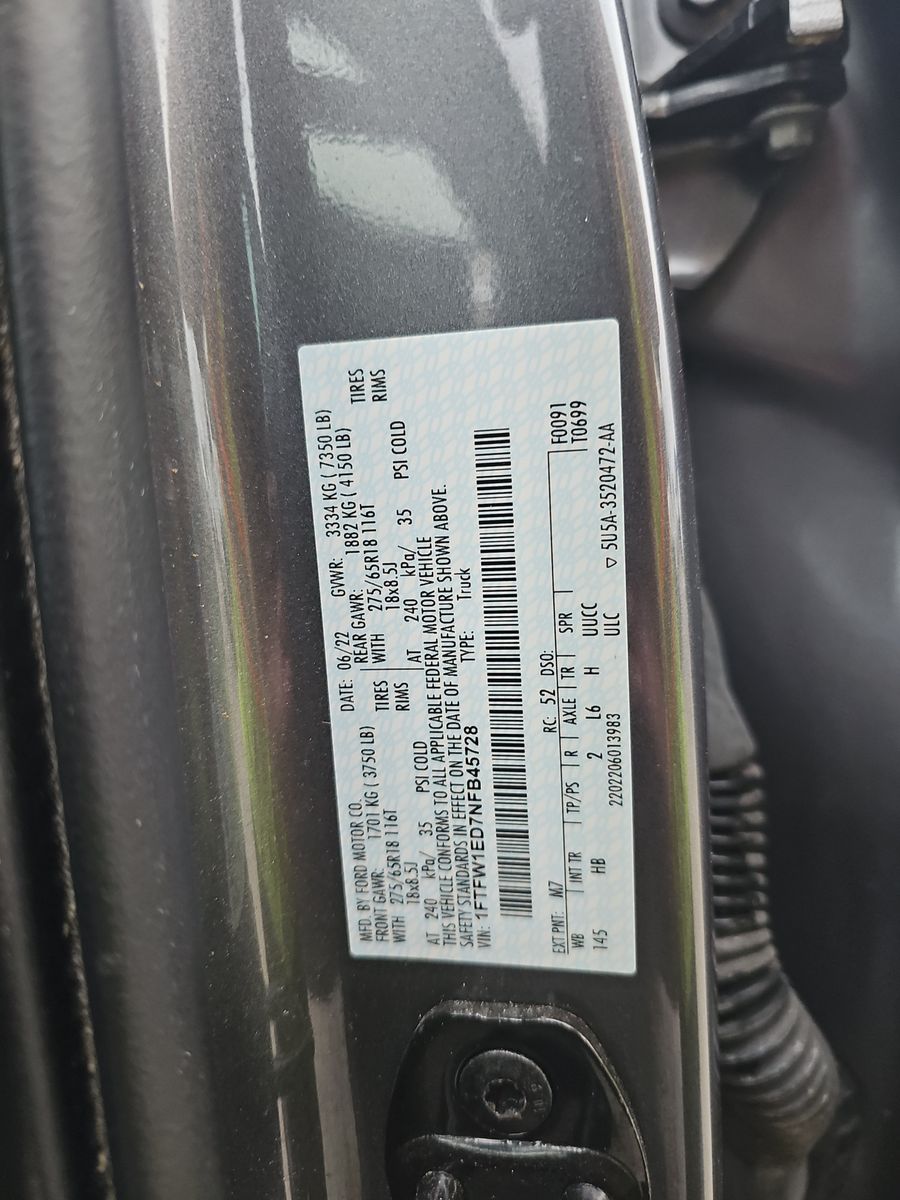 MFD. BY FORD MOTOR CO.
DATE: 06/22 GVWR: 3334 KG ( 7350 LB)
FRONT GAWR: 1701 KG ( 3750 LB) REAR GAWR: 1882 KG ( 4150 LB)
WITH 275/65R18 116T TIRES WITH 275/65R18 116T TIRES
18x8.5J RIMS 18x8.5J RIMS
AT 240 kPa/ 35 PSI COLD AT 240 kPa/ 35 PSI COLD
THIS VEHICLE CONFORMS TO ALL APPLICABLE FEDERAL MOTOR VEHICLE
SAFETY STANDARDS IN EFFECT ON THE DATE OF MANUFACTURE SHOWN ABOVE.
VIN: 1FTFW1ED7NFB45728 TYPE: Truck
EXT PNT: M7 RC: 52 DSO: F0091
WB INT TR TP/PS R AXLE TR SPR T0699
145 HB 2 L6 H UUCC
2202206013983 ULC ▽ 5U5A-3520472-AA